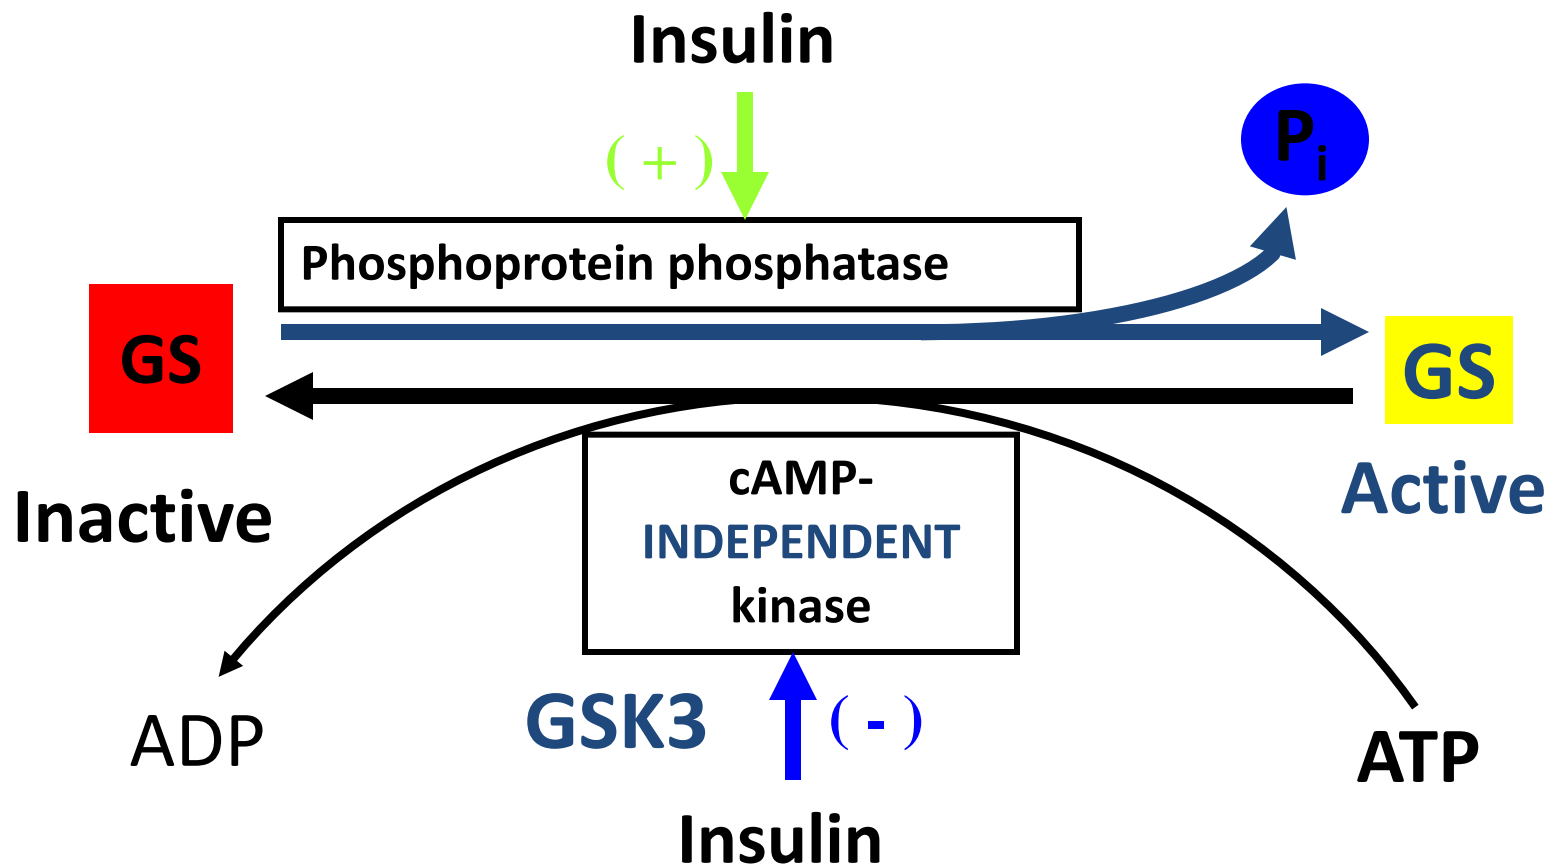 Insulin
( + )
Pi
Phosphoprotein phosphatase
GS
GS
Inactive
Active
cAMP-
INDEPENDENT
kinase
GSK3
( - )
ADP
ATP
Insulin